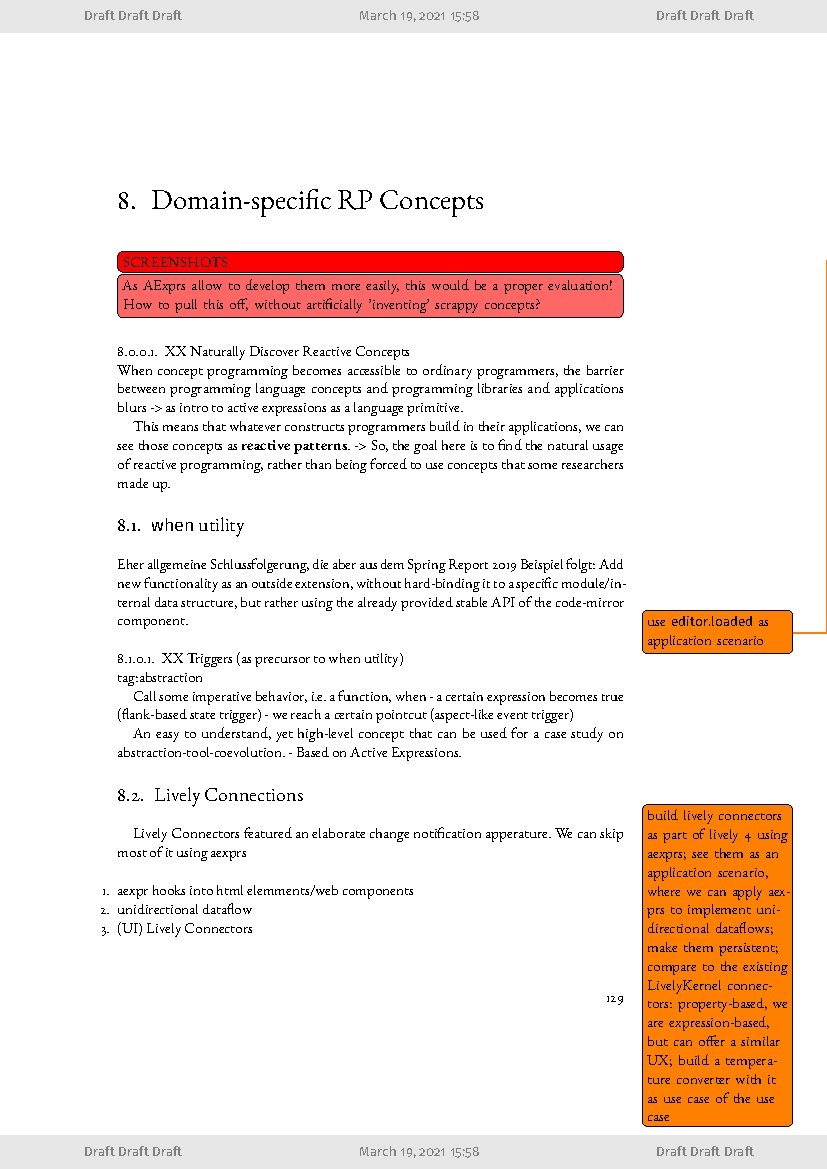 Draft Draft Draft March 19, 2021 15:58 Draft Draft Draft
8. Domain-specific RP Concepts
SCREENSHOTS
As AExprs allow to develop them more easily, this would be a proper evaluation!
How to pull this off, without artificially 'inventing' scrappy concepts?
8.0.0.1. XX Naturally Discover Reactive Concepts
When concept programming becomes accessible to ordinary programmers, the barrier
between programming language concepts and programming libraries and applications
blurs -> as intro to active expressions as a language primitive.
This means that whatever constructs programmers build in their applications, we can
see those concepts as reactive patterns. -> So, the goal here is to find the natural usage
of reactive programming, rather than being forced to use concepts that some researchers
made up.
8.1. when utility
Eher allgemeine Schlussfolgerung, die aber aus dem Spring Report 2019 Beispiel folgt: Add
new functionality as an outside extension, without hard-binding it to a specific module/in-
ternal data structure, but rather using the already provided stable API of the code-mirror
component.
use editor.loaded as
application scenario
8.1.0.1. XX Triggers (as precursor to when utility)
tag:abstraction
Call some imperative behavior, i.e. a function, when - a certain expression becomes true
(flank-based state trigger) - we reach a certain pointcut (aspect-like event trigger)
An easy to understand, yet high-level concept that can be used for a case study on
abstraction-tool-coevolution. - Based on Active Expressions.
8.2. Lively Connections
Lively Connectors featured an elaborate change notification apperature. We can skip
most of it using aexprs
1. aexpr hooks into html elemments/web components
2. unidirectional dataflow
3. (UI) Lively Connectors
build lively connectors
as part of lively 4 using
aexprs; see them as an
application scenario,
where we can apply aex-
prs to implement uni-
directional dataflows;
make them persistent;
compare to the existing
LivelyKernel connec-
tors: property-based, we
are expression-based,
but can offer a similar
UX; build a tempera-
ture converter with it
as use case of the use
case
129
Draft Draft Draft March 19, 2021 15:58 Draft Draft Draft